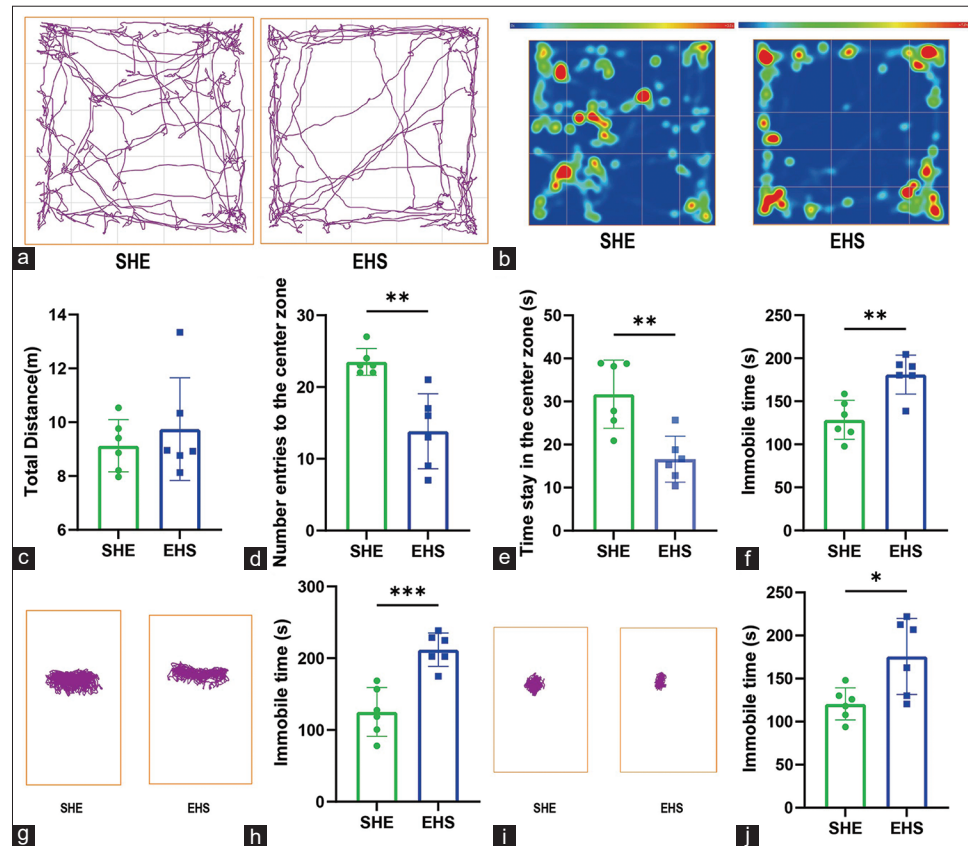 SHE EHS
a
SHE EHS
b
Total Distance(m)
14
12
10
8
6
SHE EHS
c
Number entries to the center zone
30
20
10
0
**
SHE EHS
d
Time stay in the center zone (s)
50
40
30
20
10
0
**
SHE EHS
e
Immobile time (s)
250
200
150
100
50
0
**
SHE EHS
f
SHE EHS
g
Immobile time (s)
300
200
100
0
***
SHE EHS
h
SHE EHS
i
Immobile time (s)
250
200
150
100
50
0
*
SHE EHS
j